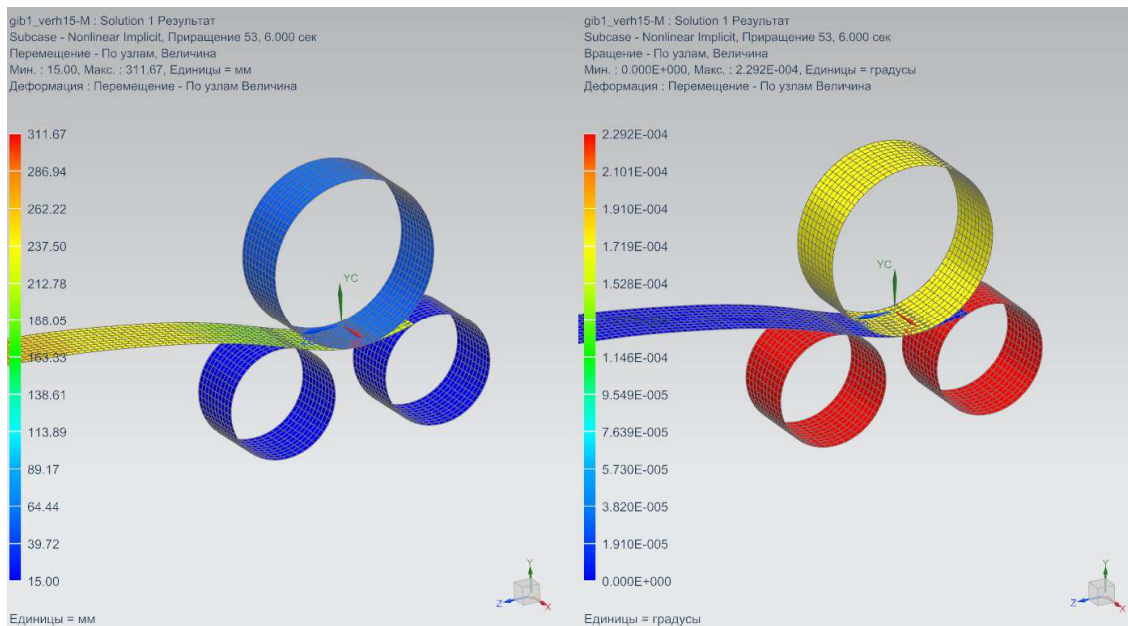 gib1_verh15-M : Solution 1 Результат
Subcase - Nonlinear Implicit, Приращение 53, 6.000 сек
Перемещение - По узлам, Величина
Мин. : 15.00, Макс. : 311.67, Единицы = мм
Деформация : Перемещение - По узлам Величина
311.67
286.94
262.22
237.50
212.78
188.05
163.33
138.61
113.89
89.17
64.44
39.72
15.00
YC
Y
Z
X
Единицы = мм
gib1_verh15-M : Solution 1 Результат
Subcase - Nonlinear Implicit, Приращение 53, 6.000 сек
Вращение - По узлам, Величина
Мин. : 0.000E+000, Макс. : 2.292E-004, Единицы = градусы
Деформация : Перемещение - По узлам Величина
2.292E-004
2.101E-004
1.910E-004
1.719E-004
1.528E-004
1.146E-004
9.549E-005
7.639E-005
5.730E-005
3.820E-005
1.910E-005
0.000E+000
YC
Y
Z
X
Единицы = градусы